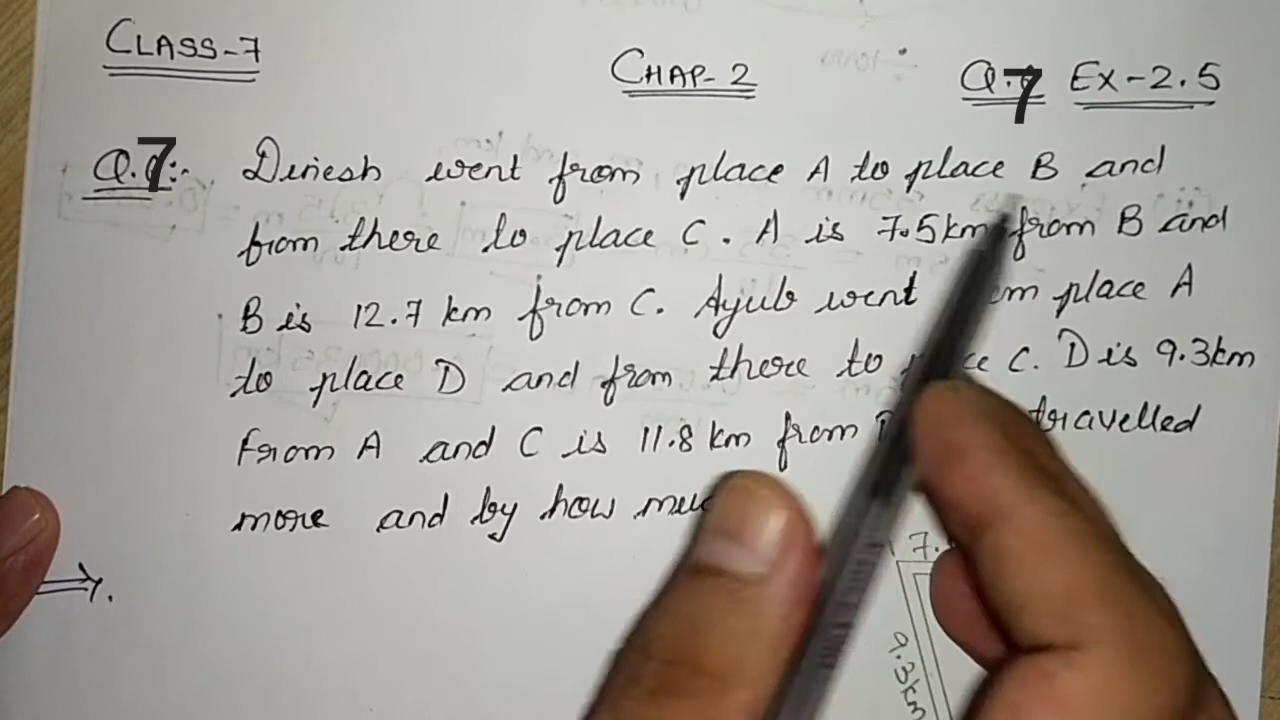 CLASS-7
CHAP-2
Q.7 Ex-2.5
Q.7:- Dinesh went from place A to place B and
from there to place C. A is 7.5km from B and
B is 12.7 km from C. Ayub went place A
to place D and from there to C. D is 9.3km
From A and C is 11.8 km from travelled
more and by how
7.
9.3km